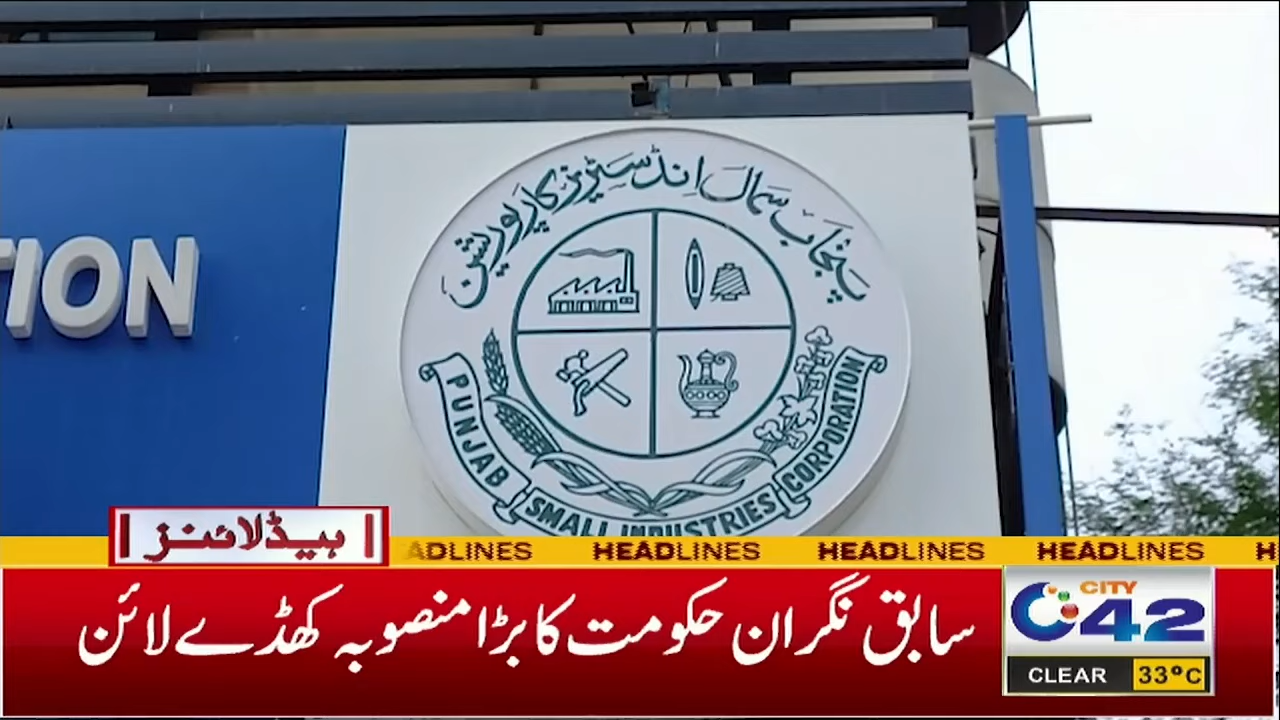 پنجاب سمال انڈسٹریز کارپوریشن
TION
PUNJAB SMALL INDUSTRIES CORPORATION
ہیڈلائنز
ADLINES HEADLINES HEADLINES HEADLINES H
سابق نگران حکومت کا بڑا منصوبہ کھڈے لائن
CITY
42
CLEAR 33°C